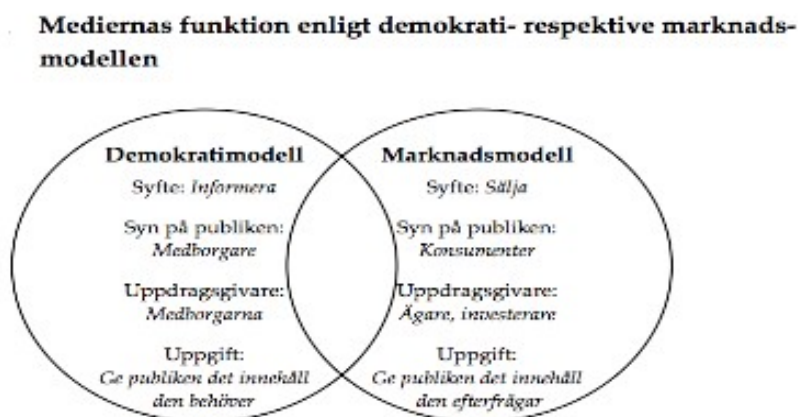 Mediernas funktion enligt demokrati- respektive marknads-
modellen
Demokratimodell
Syfte: Informera
Syn på publiken:
Medborgare
Uppdragsgivare:
Medborgarna
Uppgift:
Ge publiken det innehåll
den behöver
Marknadsmodell
Syfte: Sälja
Syn på publiken:
Konsumenter
Uppdragsgivare:
Ägare, investerare
Uppgift:
Ge publiken det innehåll
den efterfrågar